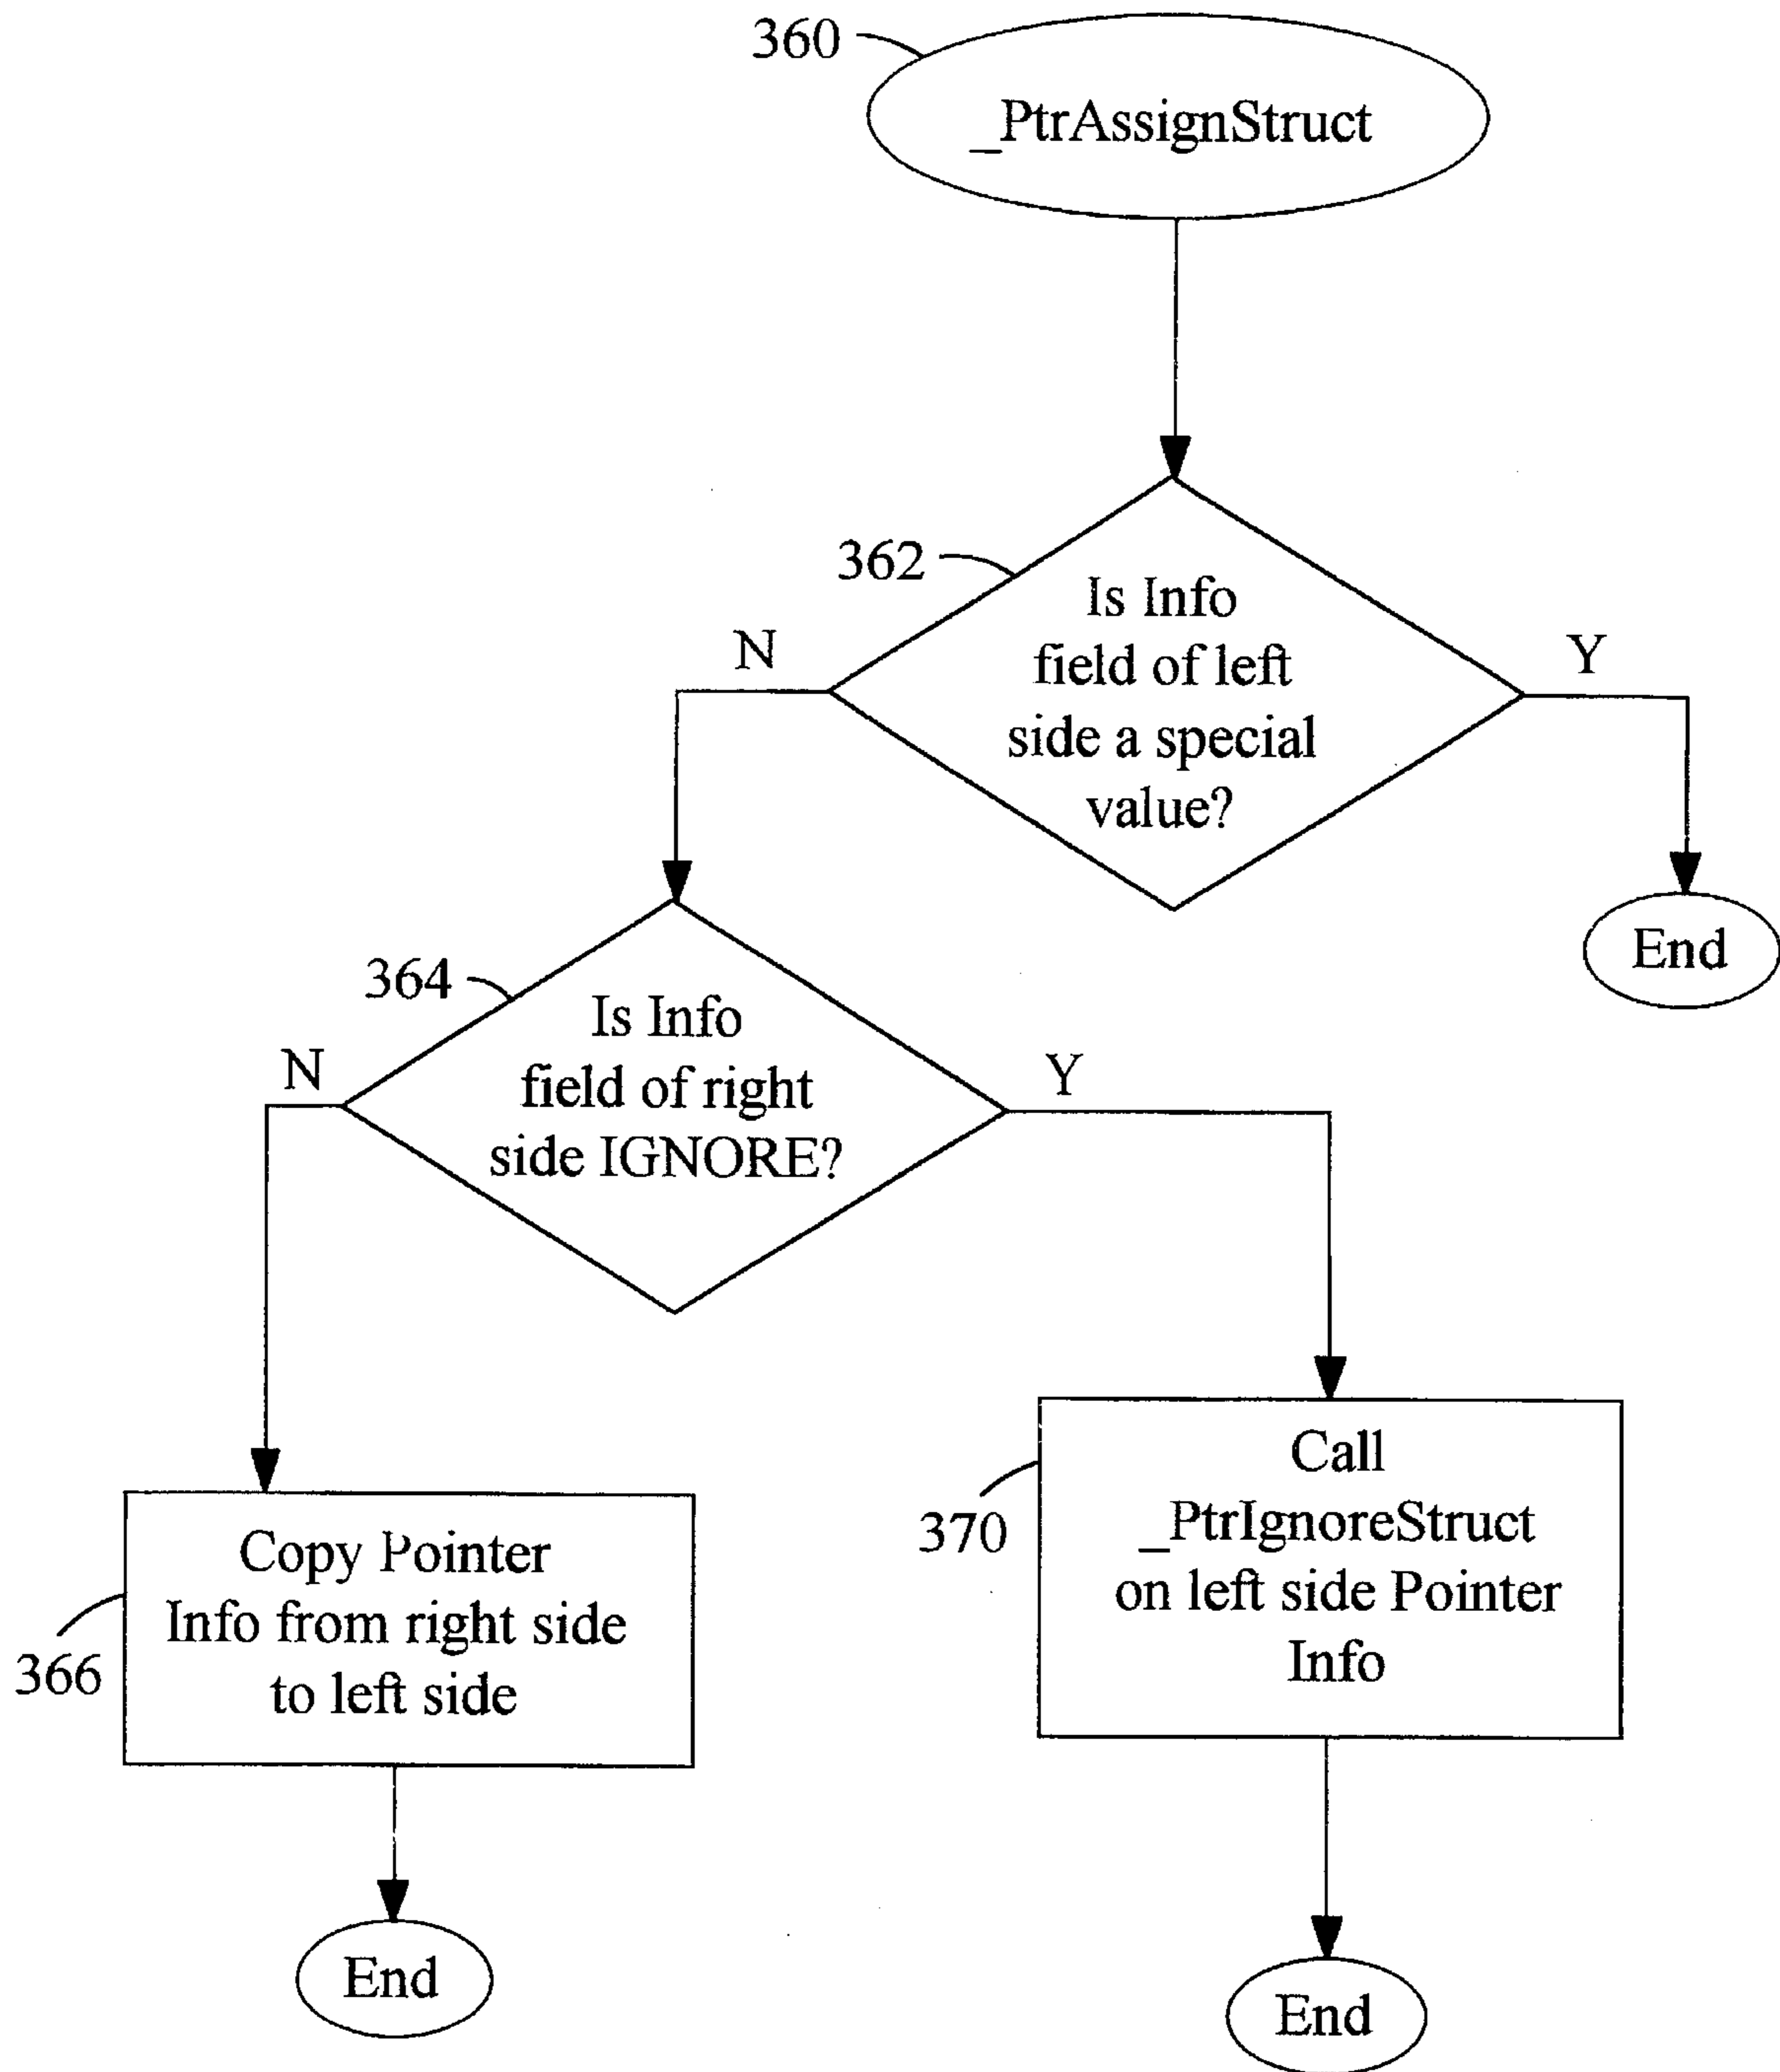 360
_PtrAssignStruct
362
Is Info
field of left
side a special
value?
N
Y
End
364
Is Info
field of right
side IGNORE?
N
Y
Copy Pointer
Info from right side
to left side
366
Call
_PtrIgnoreStruct
on left side Pointer
Info
370
End
End